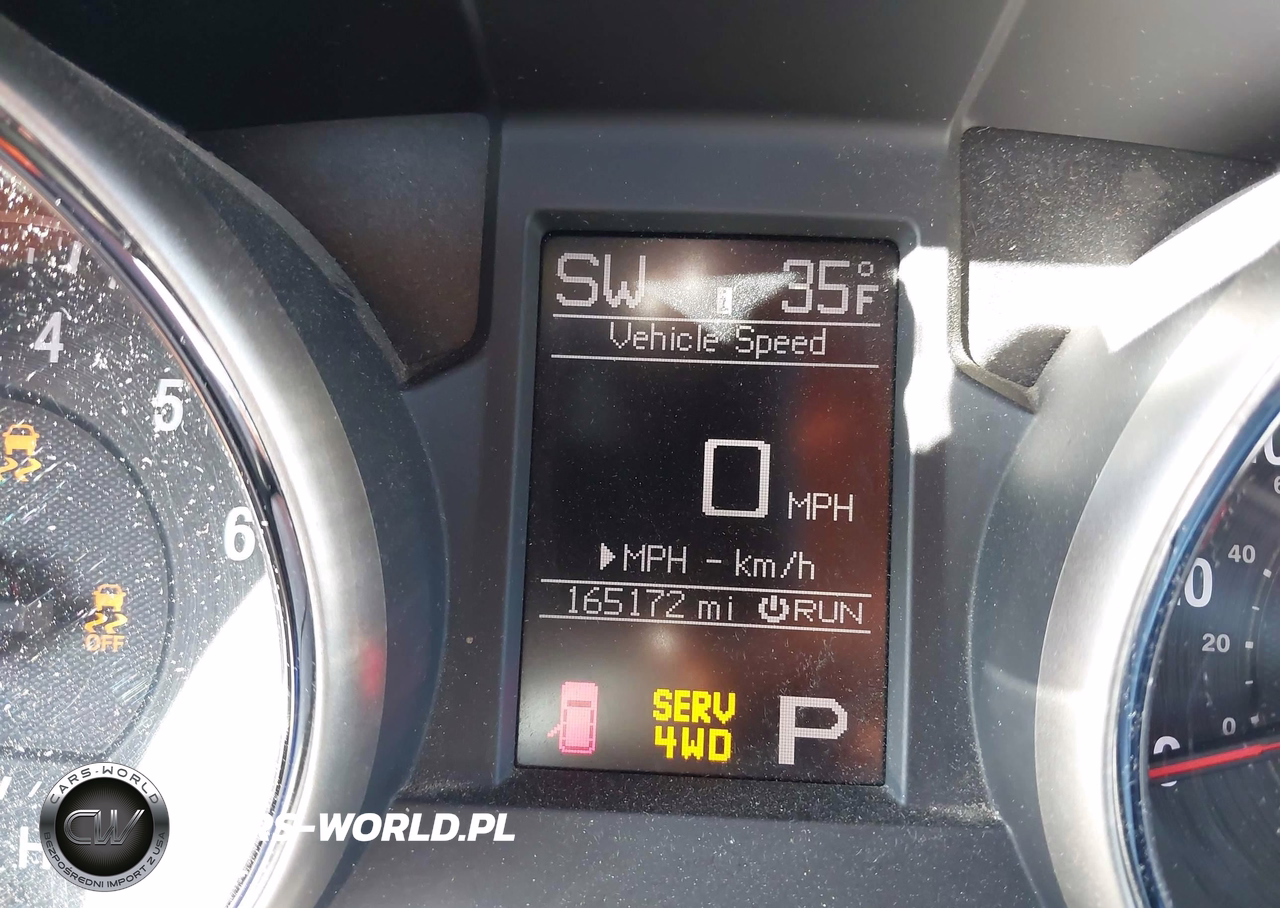 SW 35°F
Vehicle Speed
0 MPH
MPH - km/h
165172 mi RUN
SERV
4WD
P
4
5
6
OFF
H
40
20
0
0
CARS-WORLD
CW
BEZPOŚREDNI IMPORT Z USA
-WORLD.PL